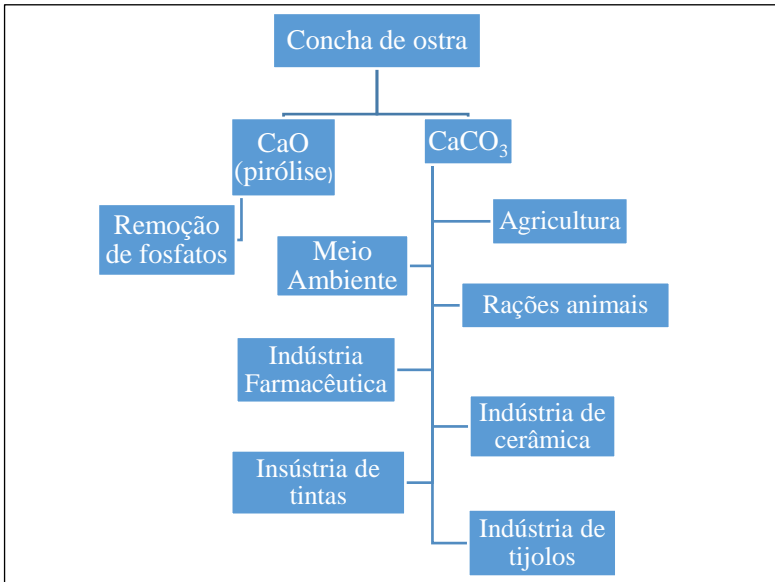 Concha de ostra
CaO
(pirólise)
CaCO₃
Remoção
de fosfatos
Agricultura
Meio
Ambiente
Rações animais
Indústria
Farmacêutica
Indústria de
cerâmica
Insústria de
tintas
Indústria de
tijolos